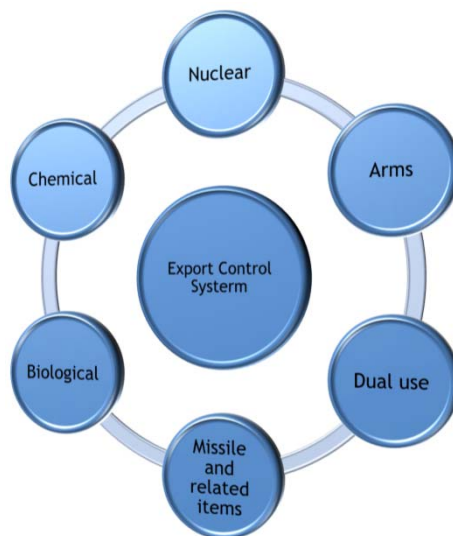 Nuclear
Arms
Dual use
Missile
and
related
items
Biological
Chemical
Export Control
Systerm